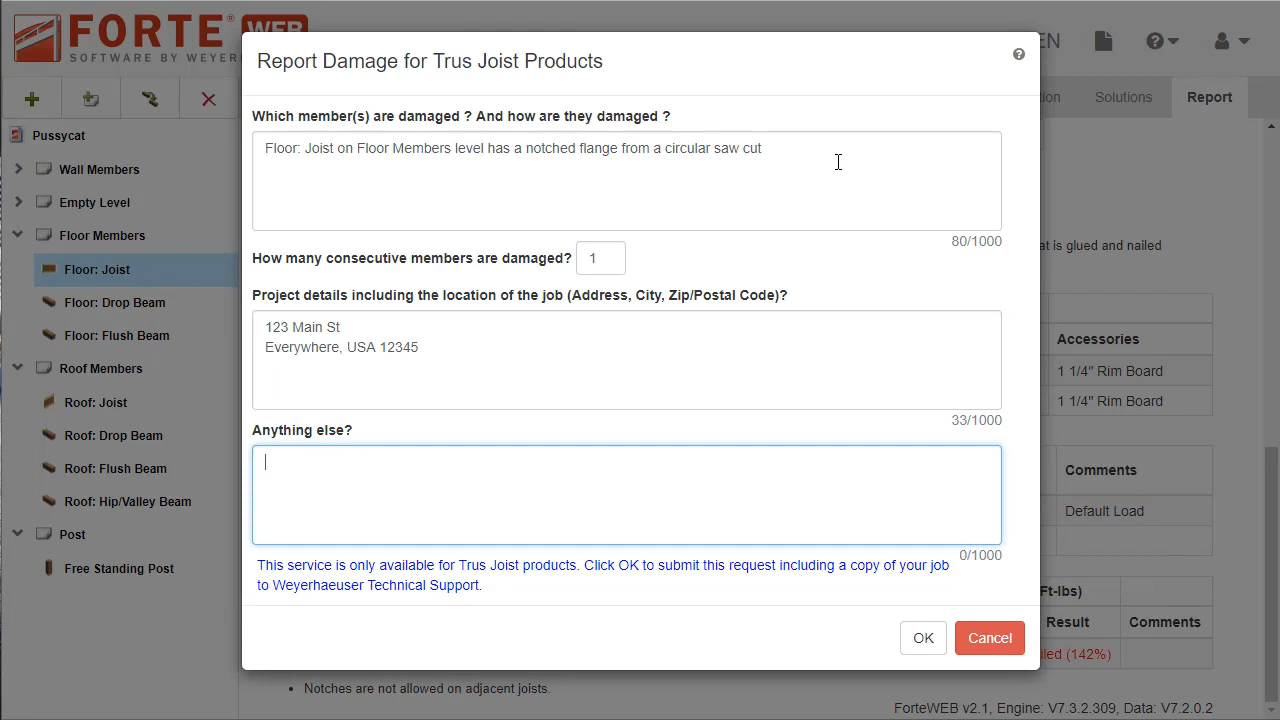 FORTE® WEB
SOFTWARE BY WEYER
EN
Report Damage for Trus Joist Products
tion
Solutions
Report
Which member(s) are damaged ? And how are they damaged ?
Floor: Joist on Floor Members level has a notched flange from a circular saw cut
80/1000
How many consecutive members are damaged? 1
Project details including the location of the job (Address, City, Zip/Postal Code)?
123 Main St
Everywhere, USA 12345
33/1000
Anything else?
0/1000
This service is only available for Trus Joist products. Click OK to submit this request including a copy of your job
to Weyerhaeuser Technical Support.
OK
Cancel
Pussycat
Wall Members
Empty Level
Floor Members
Floor: Joist
Floor: Drop Beam
Floor: Flush Beam
Roof Members
Roof: Joist
Roof: Drop Beam
Roof: Flush Beam
Roof: Hip/Valley Beam
Post
Free Standing Post
at is glued and nailed
Accessories
1 1/4" Rim Board
1 1/4" Rim Board
Comments
Default Load
Ft-lbs)
Result
Comments
iled (142%)
• Notches are not allowed on adjacent joists.
ForteWEB v2.1, Engine: V7.3.2.309, Data: V7.2.0.2